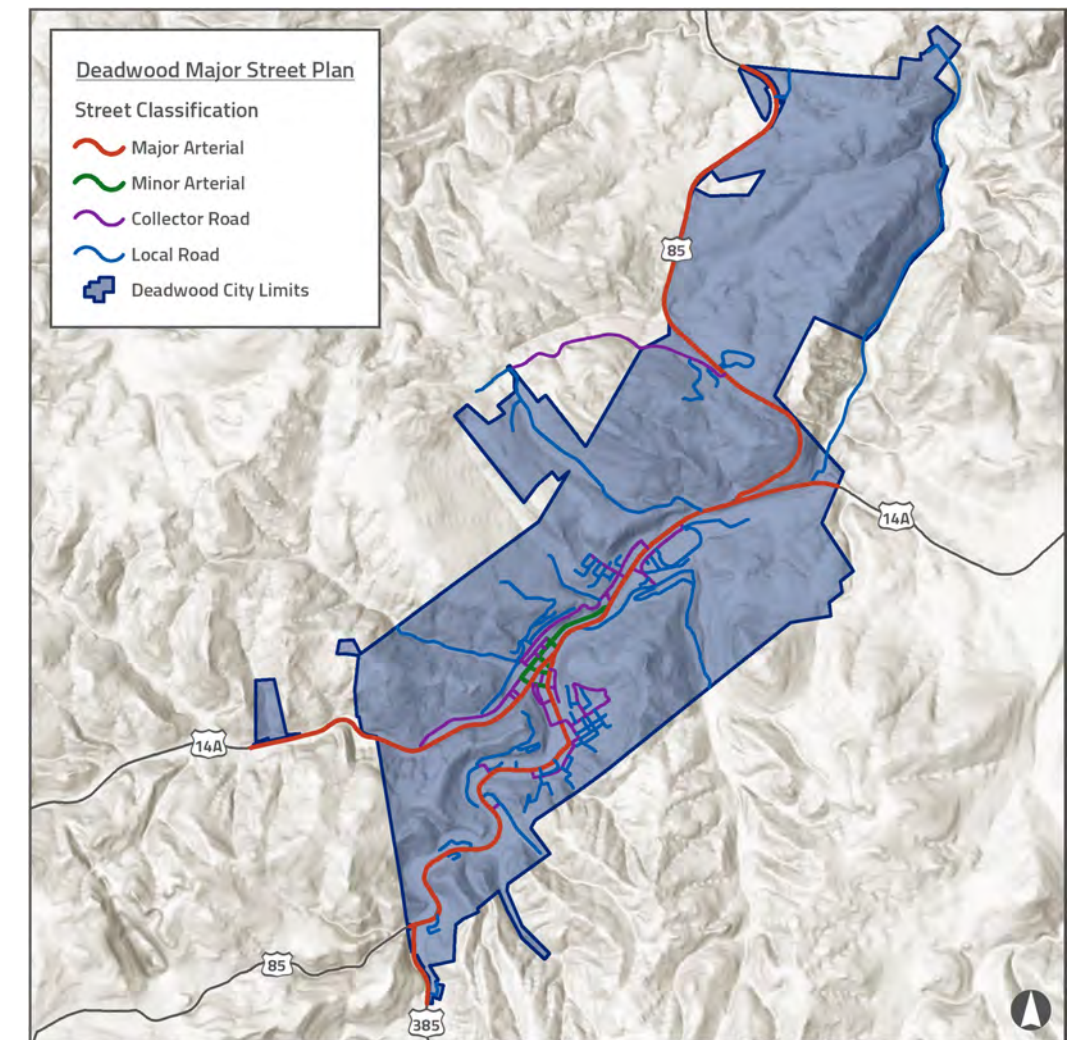 Deadwood Major Street Plan
Street Classification
Major Arterial
Minor Arterial
Collector Road
Local Road
Deadwood City Limits
85
14A
14A
85
385